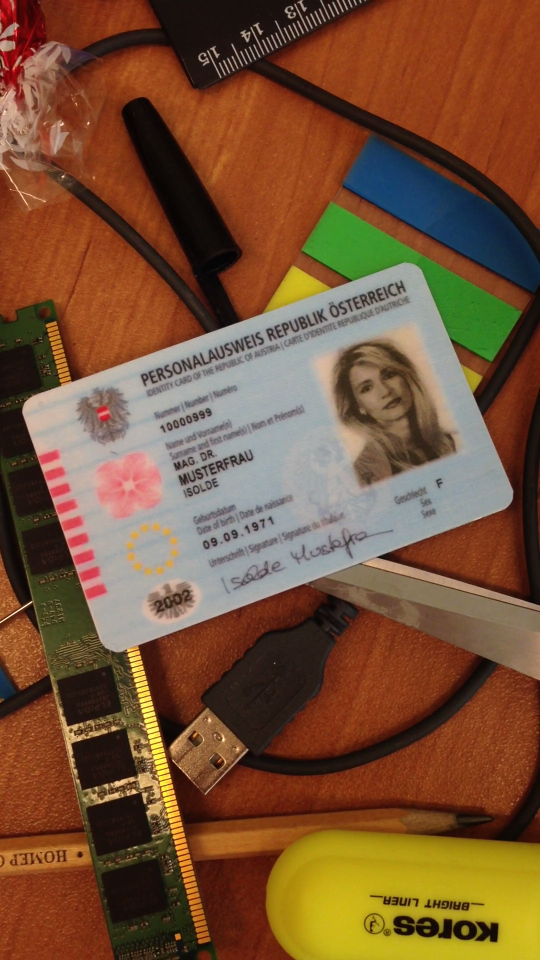 15 14 13
PERSONALAUSWEIS REPUBLIK ÖSTERREICH
IDENTITY CARD OF THE REPUBLIC OF AUSTRIA | CARTE D'IDENTITÉ REPUBLIQUE D'AUTRICHE
Nummer | Number | Numéro
10000999
Name und Vorname(n)
Surname and first name(s) | Nom et Prénom(s)
MAG. DR.
MUSTERFRAU
ISOLDE
Geburtsdatum
Date of birth | Date de naissance
09.09.1971
Geschlecht F
Sex
Sexe
Unterschrift | Signature | Signature du titulaire
Isolde Mustafra
2002
НОМЕР
Kores
BRIGHT LINER